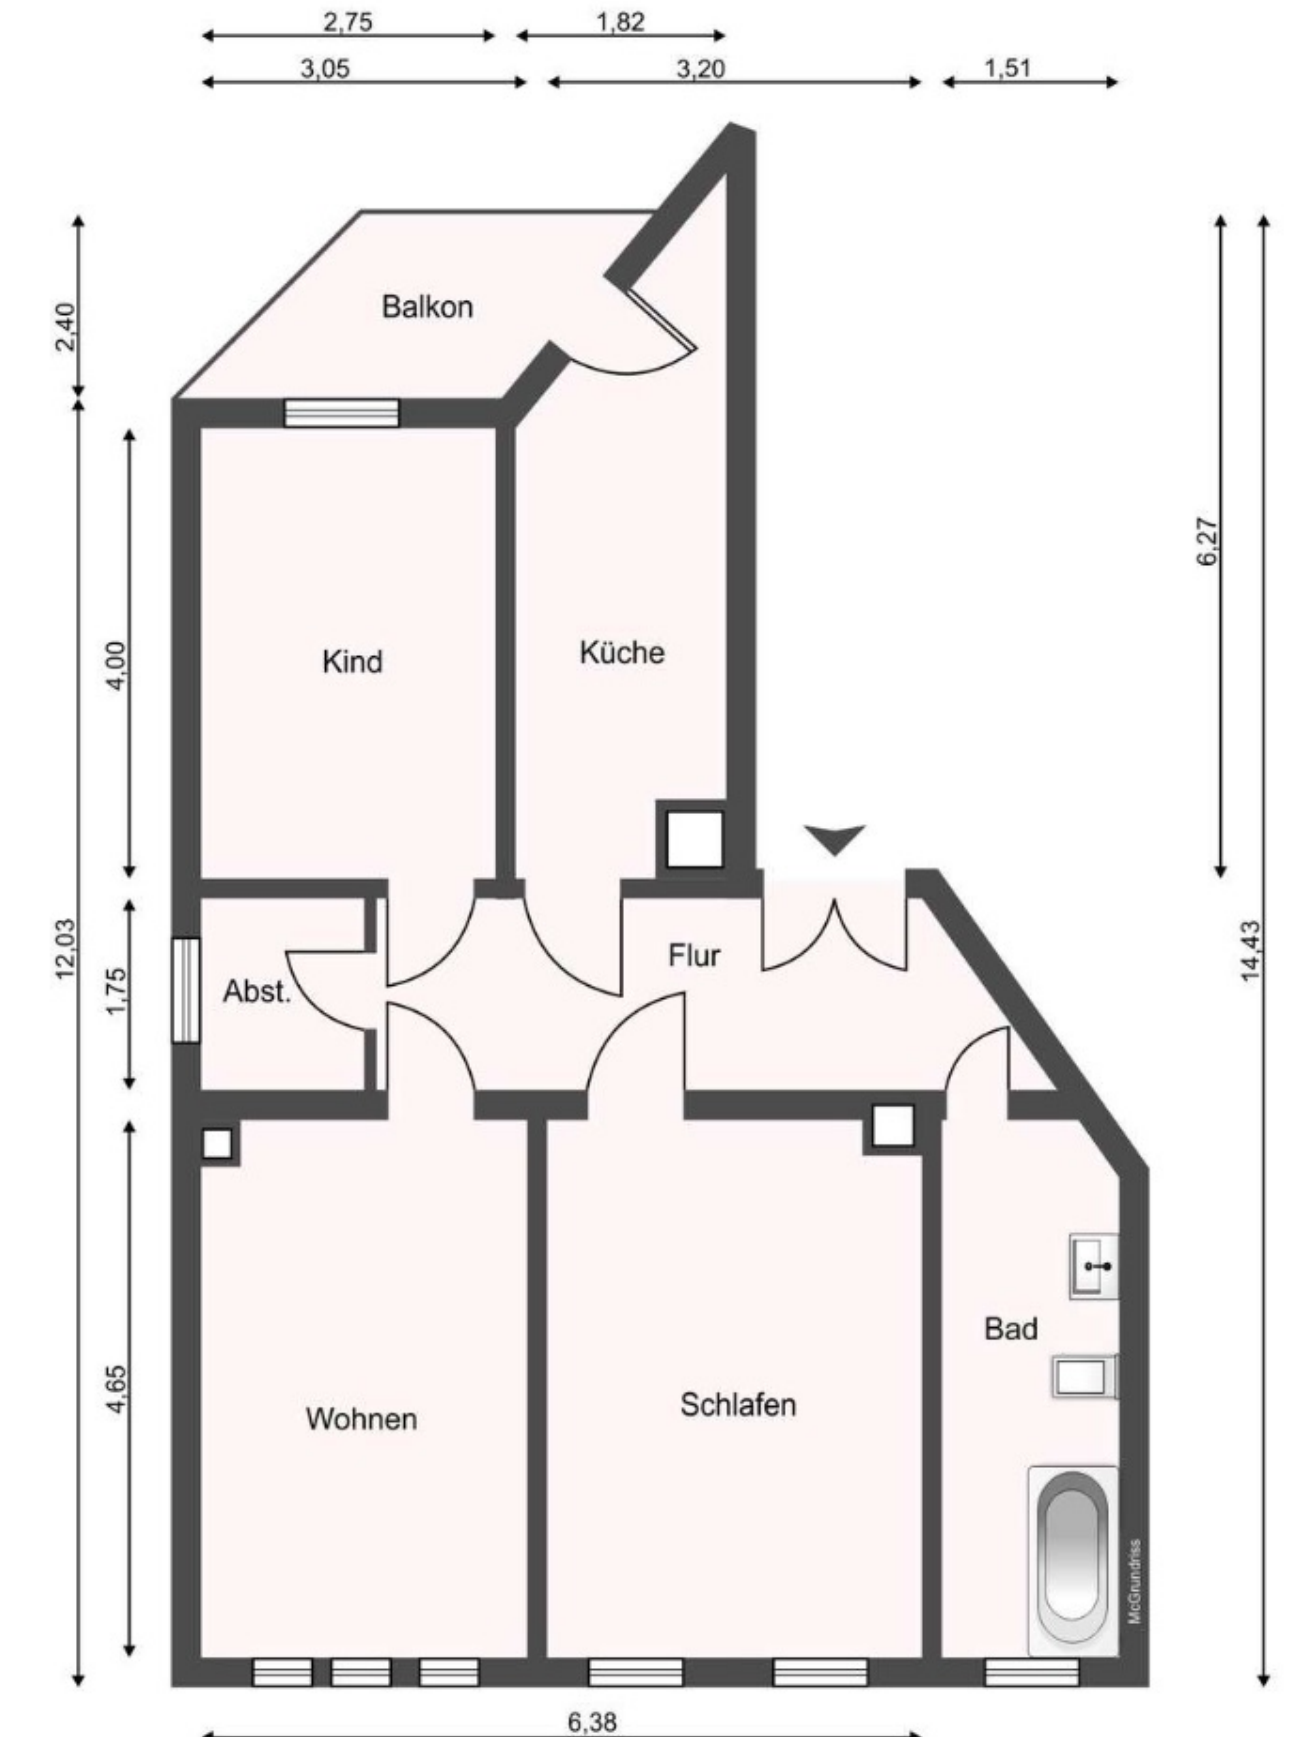 2,75
1,82
3,05
3,20
1,51
2,40
Balkon
6,27
4,00
Kind
Küche
12,03
14,43
1,75
Abst.
Flur
4,65
Wohnen
Schlafen
Bad
McGrundriss
6,38